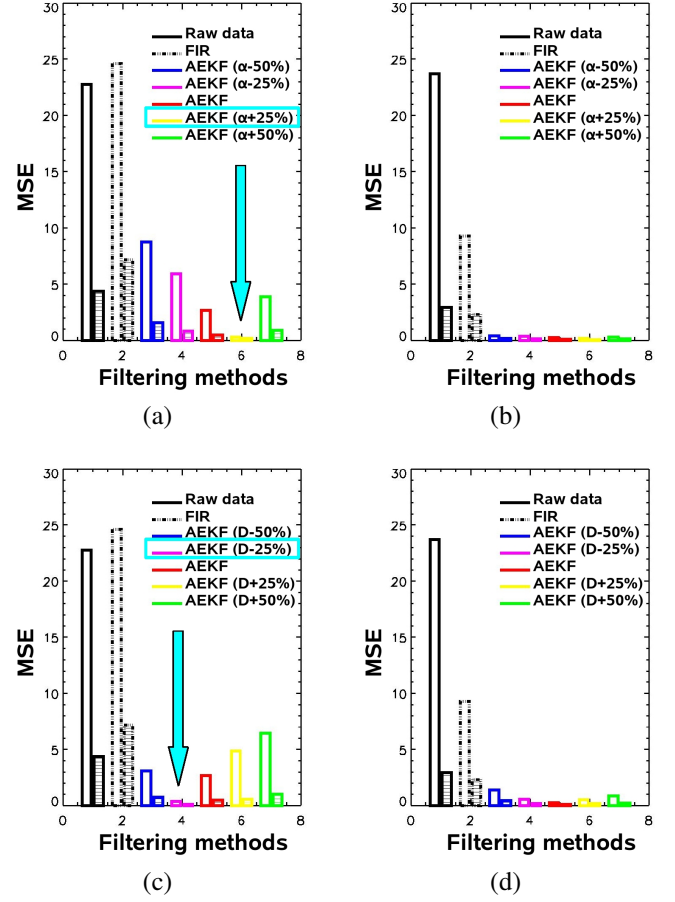 30
25
20
15
10
5
0
MSE
Raw data
FIR
AEKF (α-50%)
AEKF (α-25%)
AEKF
AEKF (α+25%)
AEKF (α+50%)
0 2 4 6 8
Filtering methods
(a)
30
25
20
15
10
5
0
MSE
Raw data
FIR
AEKF (α-50%)
AEKF (α-25%)
AEKF
AEKF (α+25%)
AEKF (α+50%)
0 2 4 6 8
Filtering methods
(b)
30
25
20
15
10
5
0
MSE
Raw data
FIR
AEKF (D-50%)
AEKF (D-25%)
AEKF
AEKF (D+25%)
AEKF (D+50%)
0 2 4 6 8
Filtering methods
(c)
30
25
20
15
10
5
0
MSE
Raw data
FIR
AEKF (D-50%)
AEKF (D-25%)
AEKF
AEKF (D+25%)
AEKF (D+50%)
0 2 4 6 8
Filtering methods
(d)